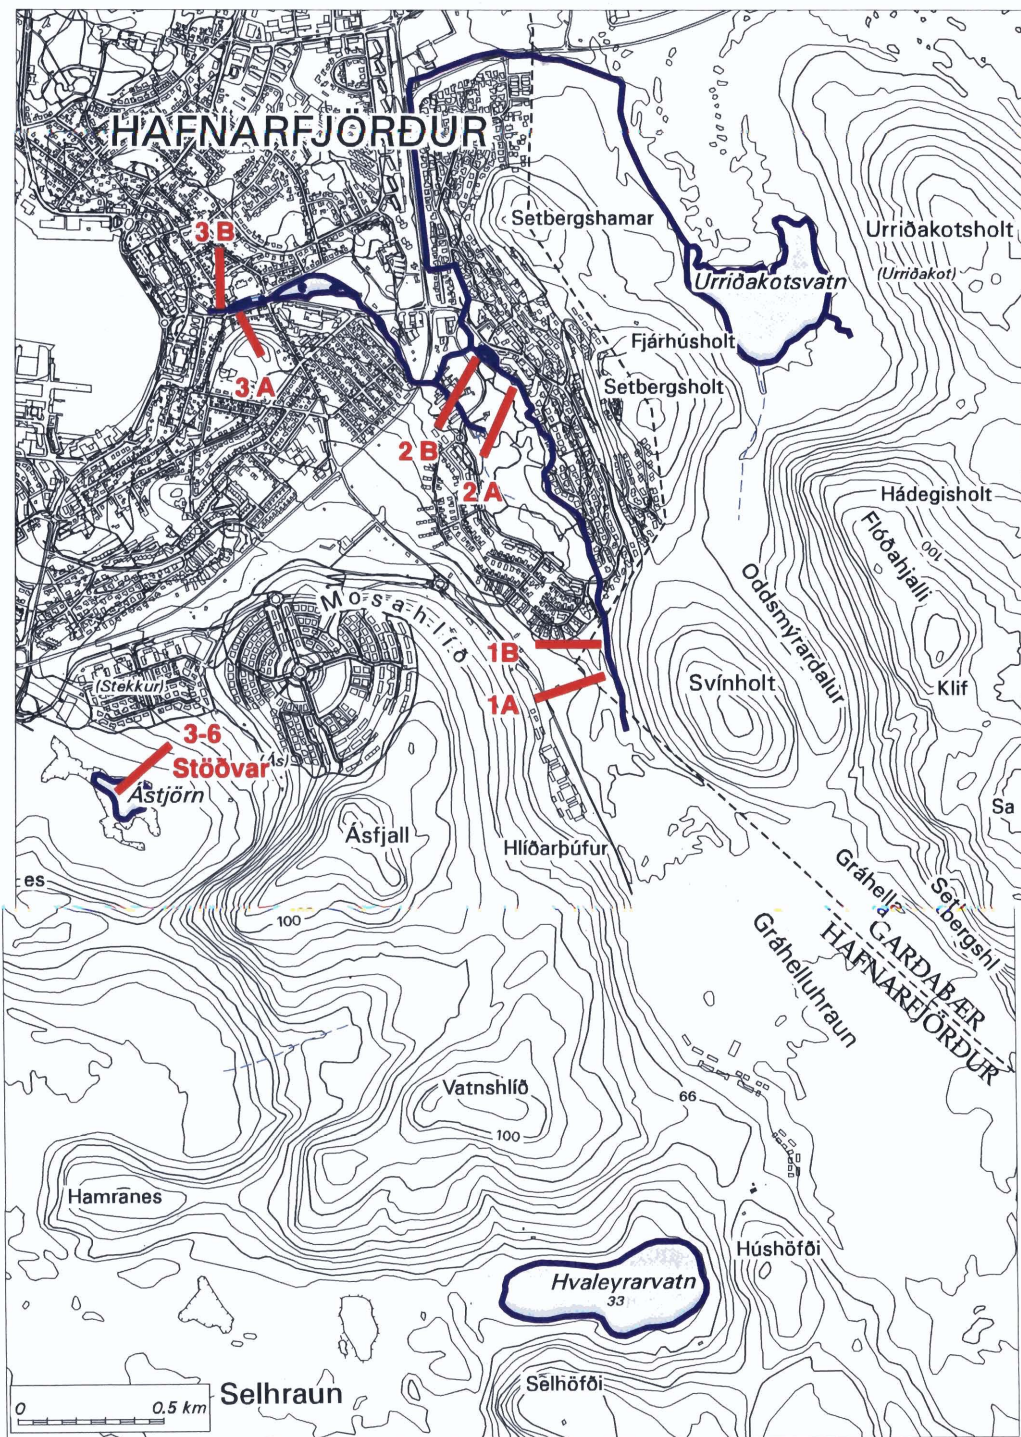 HAFNARFJÖRÐUR
Setbergshamar
Urriðakotsholt
(Urriðakot)
3 B
Urriðakotsvatn
Fjárhúsholt
3 A
Setbergsholt
2 B
2 A
Hádegisholt
Flóðahjalli
100
Oddsmýrardalur
Mosahlíð
1B
(Stekkur)
Svínholt
Klif
1A
3-6
Stöðvar
(Ás)
Ástjörn
Sa
Ásfjall
Hlíðarþúfur
es
Gráhella
Setbergshl
100
GARÐABÆR
HAFNARFJÖRÐUR
Gráhelluhraun
Vatnshlíð
66
100
Hamranes
Húshöfði
Hvaleyrarvatn
33
Selhöfði
Selhraun
0 0.5 km